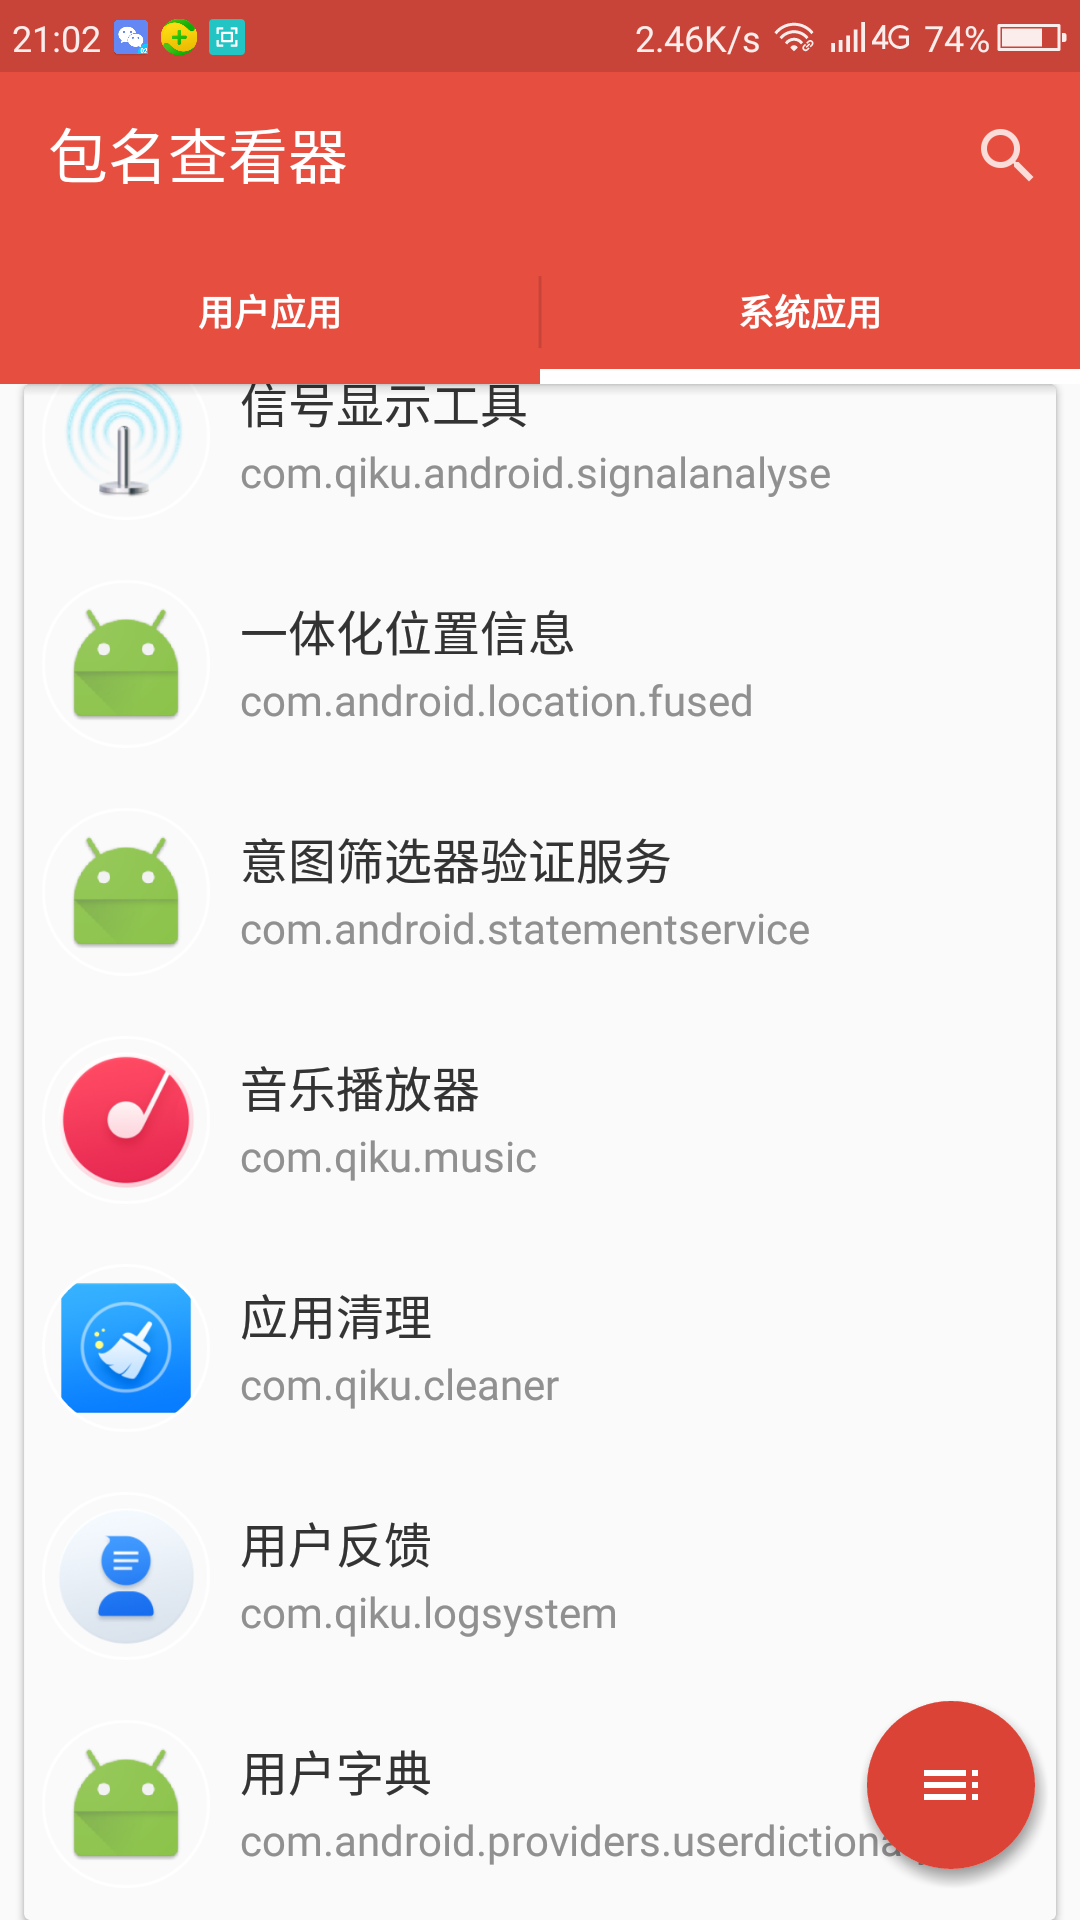 21:02 2.46K/s 4G 74%
包名查看器
用户应用 系统应用
信号显示工具
com.qiku.android.signalanalyse
一体化位置信息
com.android.location.fused
意图筛选器验证服务
com.android.statementservice
音乐播放器
com.qiku.music
应用清理
com.qiku.cleaner
用户反馈
com.qiku.logsystem
用户字典
com.android.providers.userdictiona